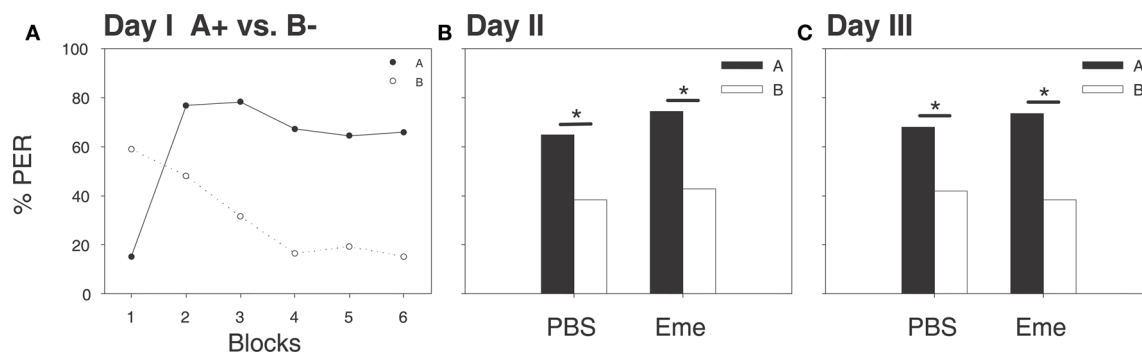 A Day I A+ vs. B-
B Day II
C Day III
% PER
100
80
60
40
20
0
A
B
1 2 3 4 5 6
Blocks
A
B
*
*
PBS Eme
A
B
*
*
PBS Eme